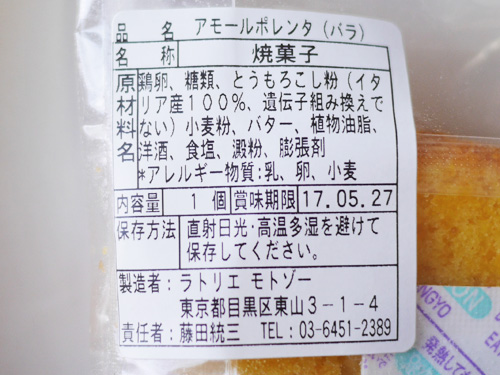 品 名 アモールポレンタ(バラ)
名 称 焼菓子
原材料名 鶏卵、糖類、とうもろこし粉(イタ
リア産100%、遺伝子組み換えで
ない)小麦粉、バター、植物油脂、
洋酒、食塩、澱粉、膨張剤
*アレルギー物質:乳、卵、小麦
内容量 1個 賞味期限 17.05.27
保存方法 直射日光・高温多湿を避けて
保存してください。
製造者:ラトリエ モトゾー
東京都目黒区東山3-1-4
責任者:藤田統三 TEL:03-6451-2389